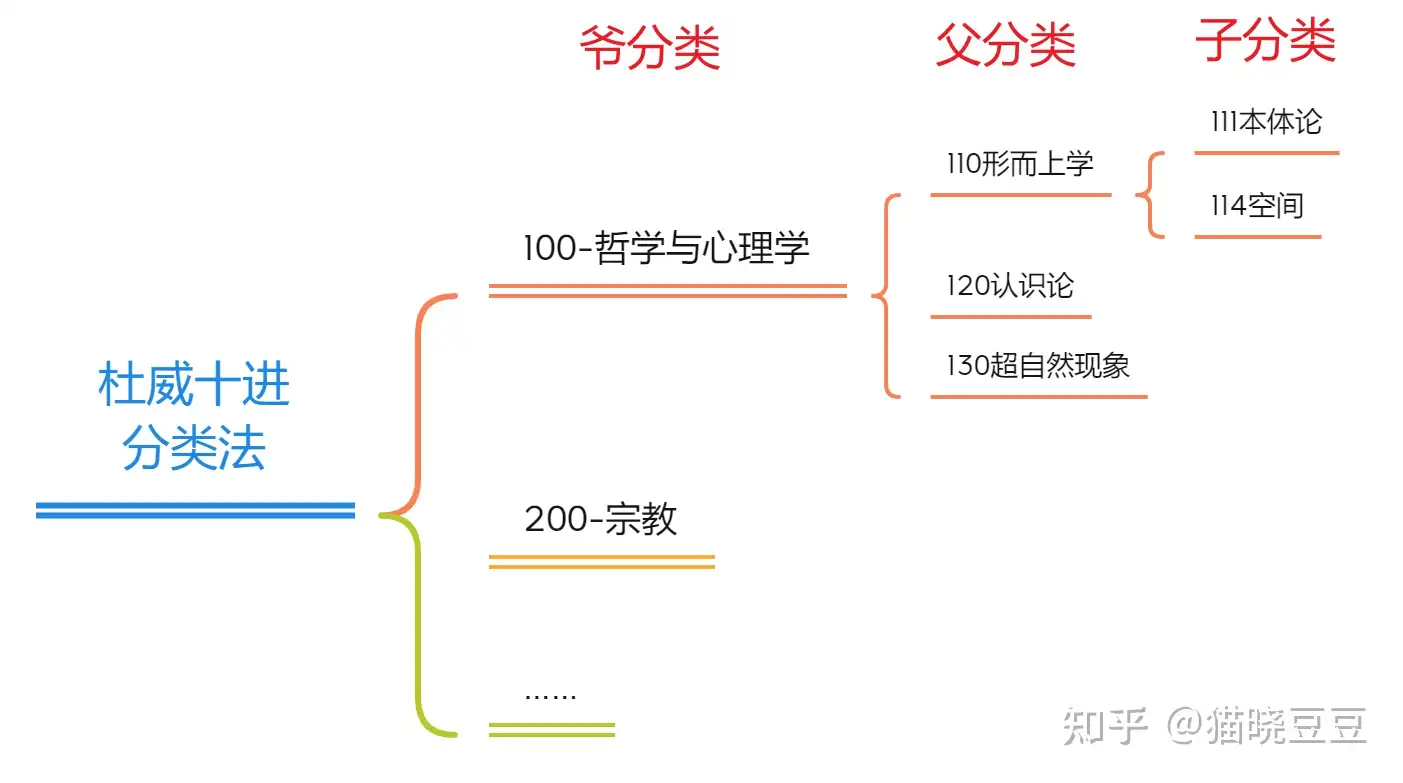 爷分类
父分类
子分类
111本体论
110形而上学
114空间
100-哲学与心理学
120认识论
130超自然现象
杜威十进
分类法
200-宗教
……
知乎 @猫晓豆豆